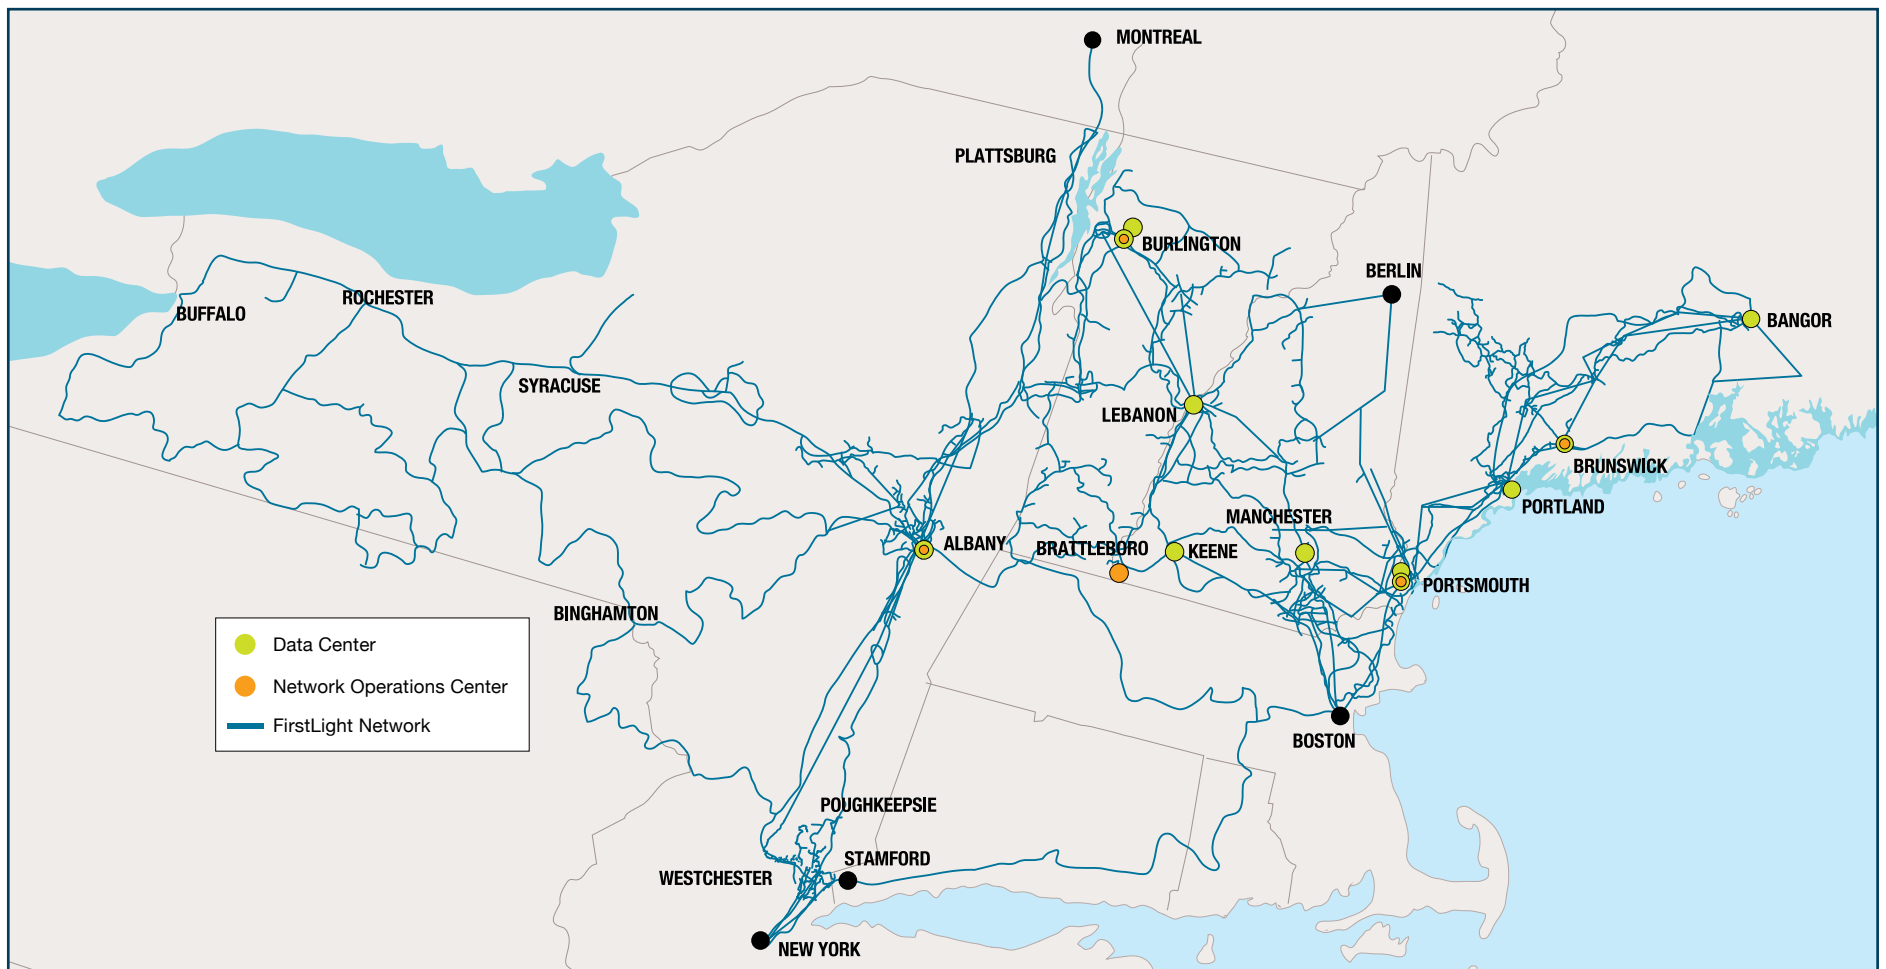 MONTREAL
PLATTSBURG
BURLINGTON
BERLIN
ROCHESTER
BUFFALO
BANGOR
SYRACUSE
LEBANON
BRUNSWICK
PORTLAND
MANCHESTER
ALBANY
BRATTLEBORO
KEENE
PORTSMOUTH
BINGHAMTON
Data Center
Network Operations Center
FirstLight Network
BOSTON
POUGHKEEPSIE
STAMFORD
WESTCHESTER
NEW YORK